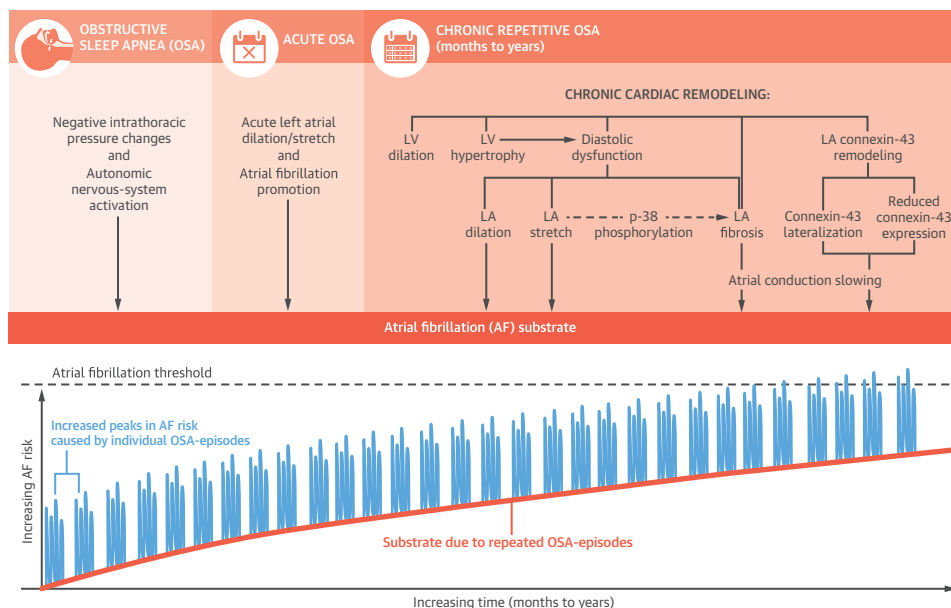 OBSTRUCTIVE
SLEEP APNEA (OSA)
ACUTE OSA
CHRONIC REPETITIVE OSA
(months to years)
Negative intrathoracic
pressure changes
and
Autonomic
nervous-system
activation
Acute left atrial
dilation/stretch
and
Atrial fibrillation
promotion
CHRONIC CARDIAC REMODELING:
LV
dilation
LV
hypertrophy
Diastolic
dysfunction
LA connexin-43
remodeling
LA
dilation
LA
stretch
p-38
phosphorylation
LA
fibrosis
Connexin-43
lateralization
Reduced
connexin-43
expression
Atrial conduction slowing
Atrial fibrillation (AF) substrate
Atrial fibrillation threshold
Increased peaks in AF risk
caused by individual OSA-episodes
Increasing AF risk
Substrate due to repeated OSA-episodes
Increasing time (months to years)